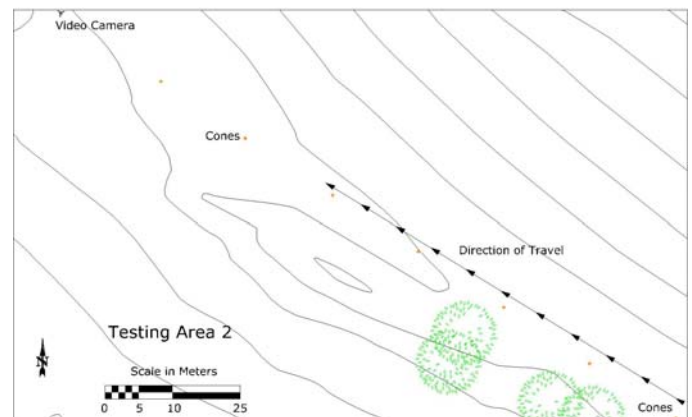 Video Camera
Cones
Direction of Travel
Testing Area 2
N
Scale in Meters
0 5 10 25
Cones